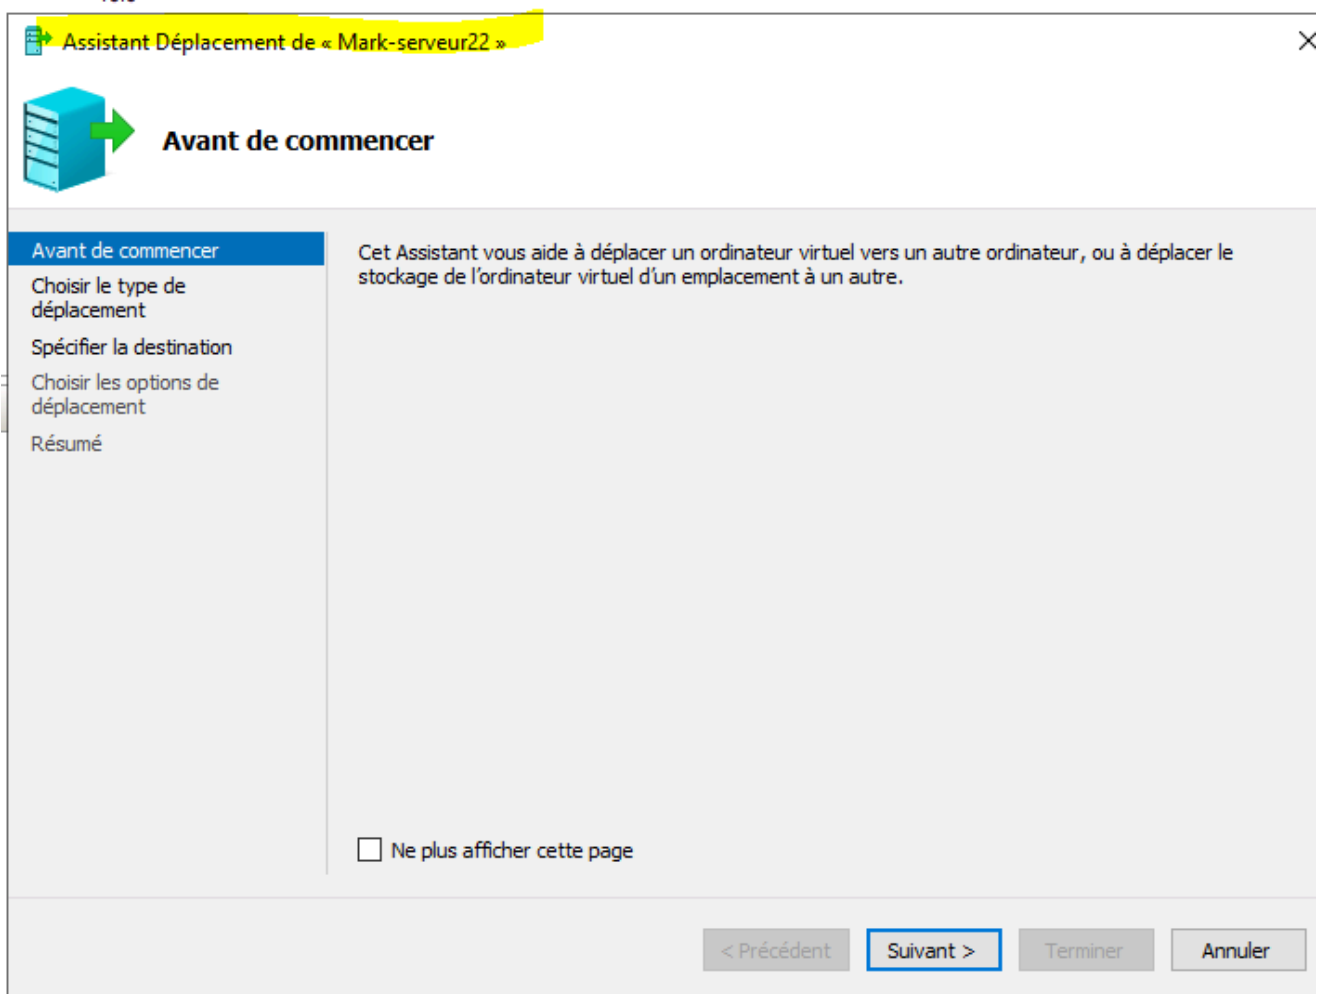 Assistant Déplacement de « Mark-serveur22 »
Avant de commencer
Avant de commencer
Choisir le type de
déplacement
Spécifier la destination
Choisir les options de
déplacement
Résumé
Cet Assistant vous aide à déplacer un ordinateur virtuel vers un autre ordinateur, ou à déplacer le
stockage de l'ordinateur virtuel d'un emplacement à un autre.
Ne plus afficher cette page
< Précédent
Suivant >
Terminer
Annuler